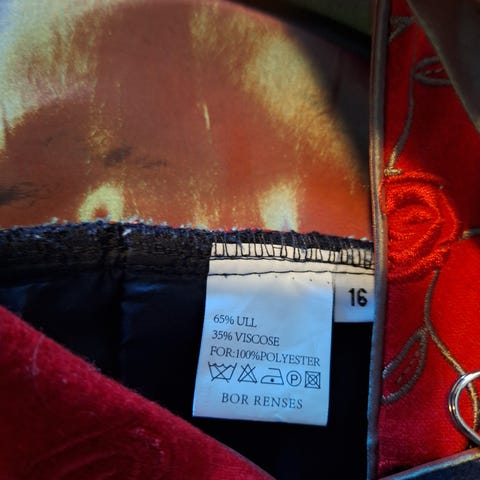 16
65% ULL
35% VISCOSE
FOR:100%POLYESTER
P
BOR RENSES